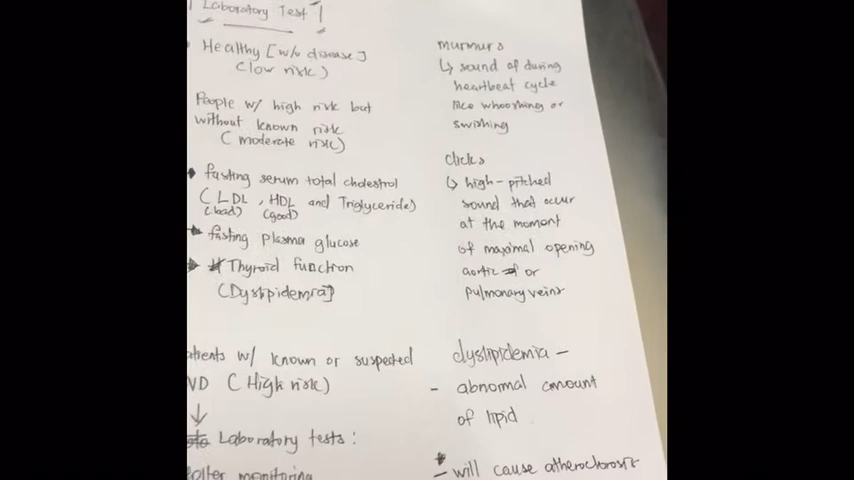 Laboratory Test
Healthy [w/o disease]
(low risk)
People w/ high risk but
without known risk
(moderate risk)
fasting serum total cholestrol
(LDL, HDL and Triglyceride)
(bad) (good)
fasting plasma glucose
Thyroid function
(Dyslipidemia)
atients w/ known or suspected
VD (High risk)
↓
Laboratory tests:
olter monitoring
murmurs
↳ sound of during
heartbeat cycle
like whooshing or
swishing
clicks
↳ high-pitched
sound that occur
at the moment
of maximal opening
aortic or
pulmonary veins
dyslipidemia –
- abnormal amount
of lipid
- will cause atheroclorosis